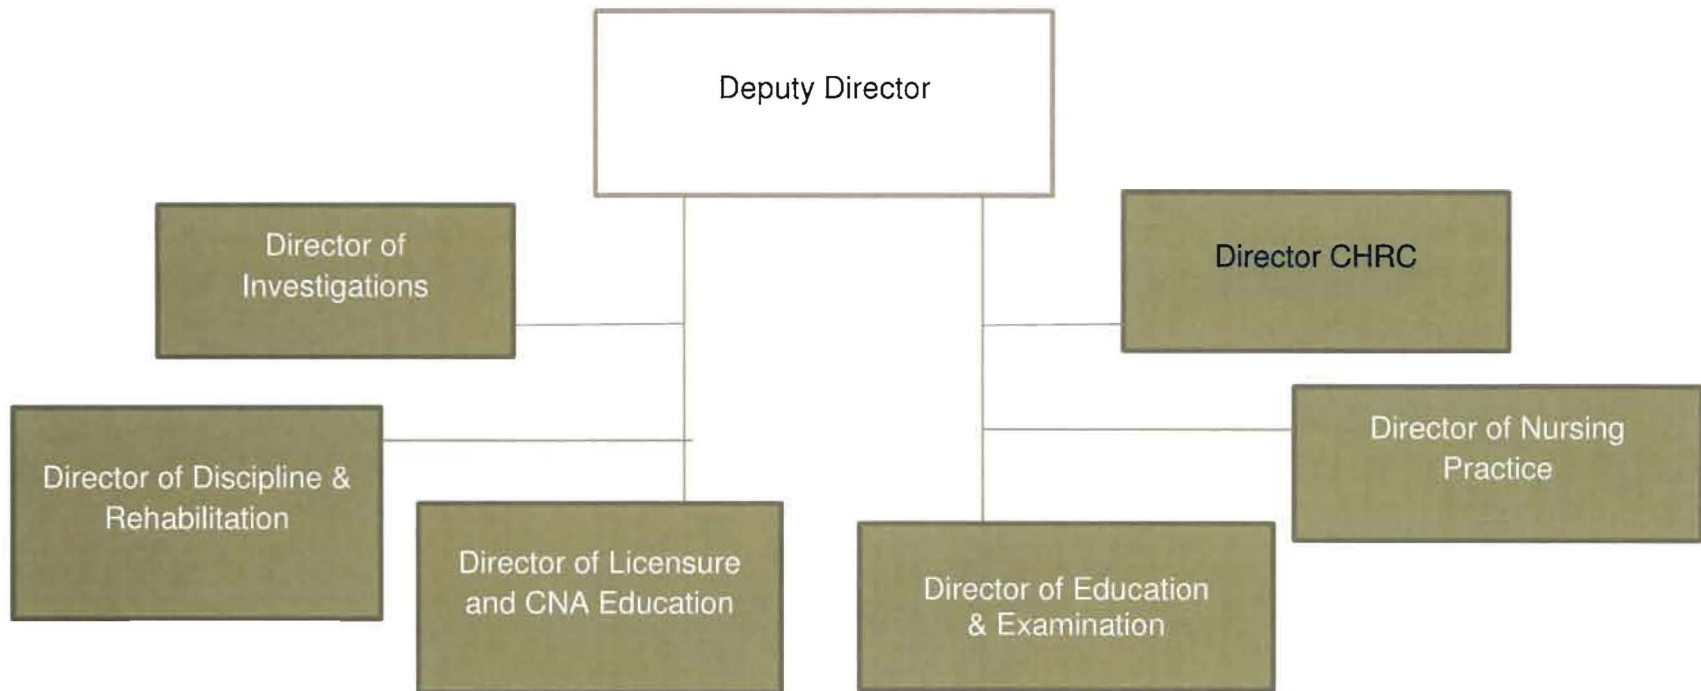 Deputy Director
Director of
Investigations
Director CHRC
Director of Discipline &
Rehabilitation
Director of Nursing
Practice
Director of Licensure
and CNA Education
Director of Education
& Examination